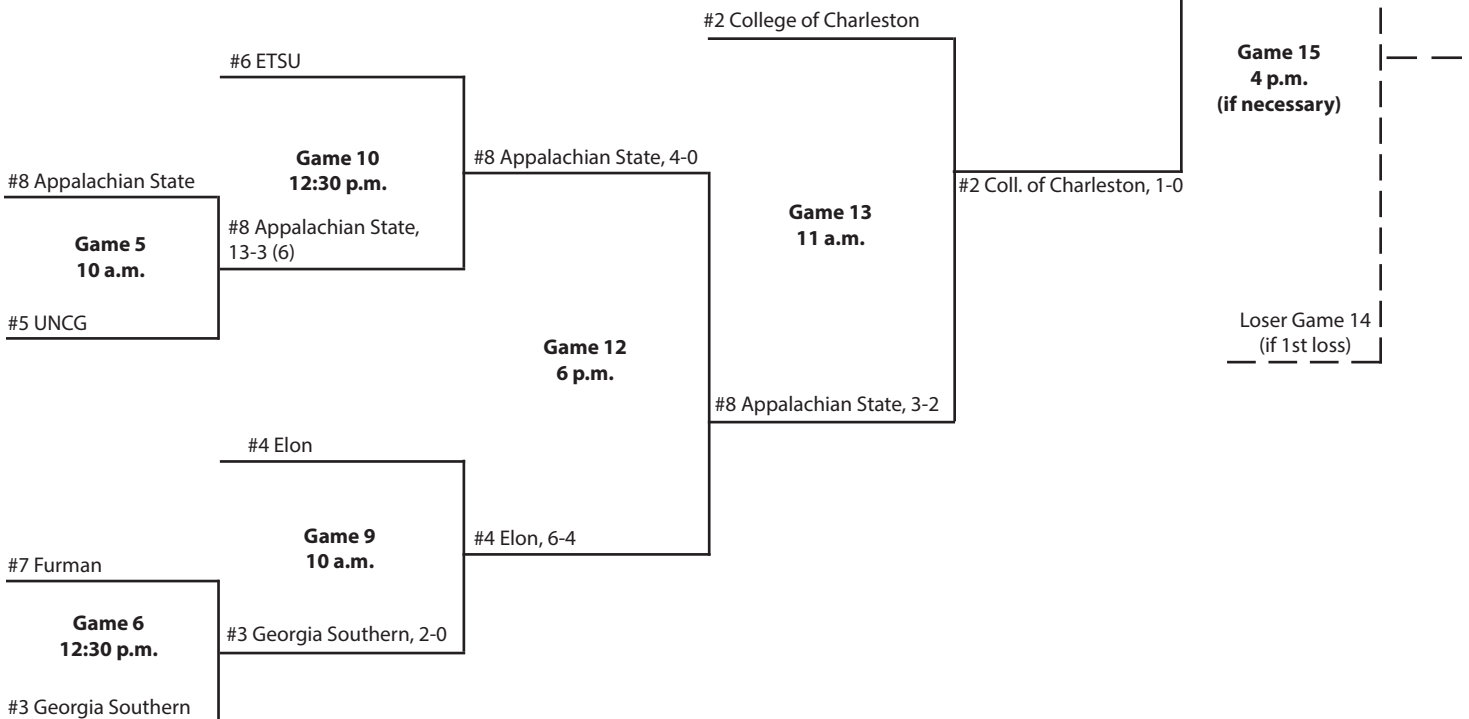 #2 College of Charleston
#6 ETSU
Game 15
4 p.m.
(if necessary)
Game 10
12:30 p.m.
#8 Appalachian State, 4-0
#8 Appalachian State
#2 Coll. of Charleston, 1-0
Game 13
11 a.m.
#8 Appalachian State,
13-3 (6)
Game 5
10 a.m.
#5 UNCG
Loser Game 14
(if 1st loss)
Game 12
6 p.m.
#8 Appalachian State, 3-2
#4 Elon
Game 9
10 a.m.
#4 Elon, 6-4
#7 Furman
Game 6
12:30 p.m.
#3 Georgia Southern, 2-0
#3 Georgia Southern